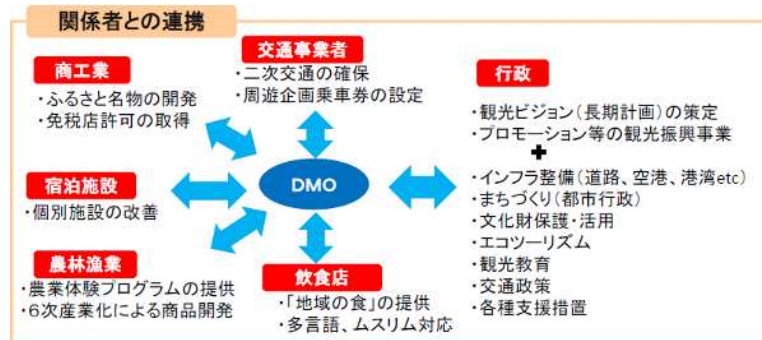 関係者との連携
商工業
・ふるさと名物の開発
・免税店許可の取得
交通事業者
・二次交通の確保
・周遊企画乗車券の設定
行政
・観光ビジョン(長期計画)の策定
・プロモーション等の観光振興事業
+
・インフラ整備(道路、空港、港湾etc)
・まちづくり(都市行政)
・文化財保護・活用
・エコツーリズム
・観光教育
・交通政策
・各種支援措置
宿泊施設
・個別施設の改善
DMO
農林漁業
・農業体験プログラムの提供
・6次産業化による商品開発
飲食店
・「地域の食」の提供
・多言語、ムスリム対応